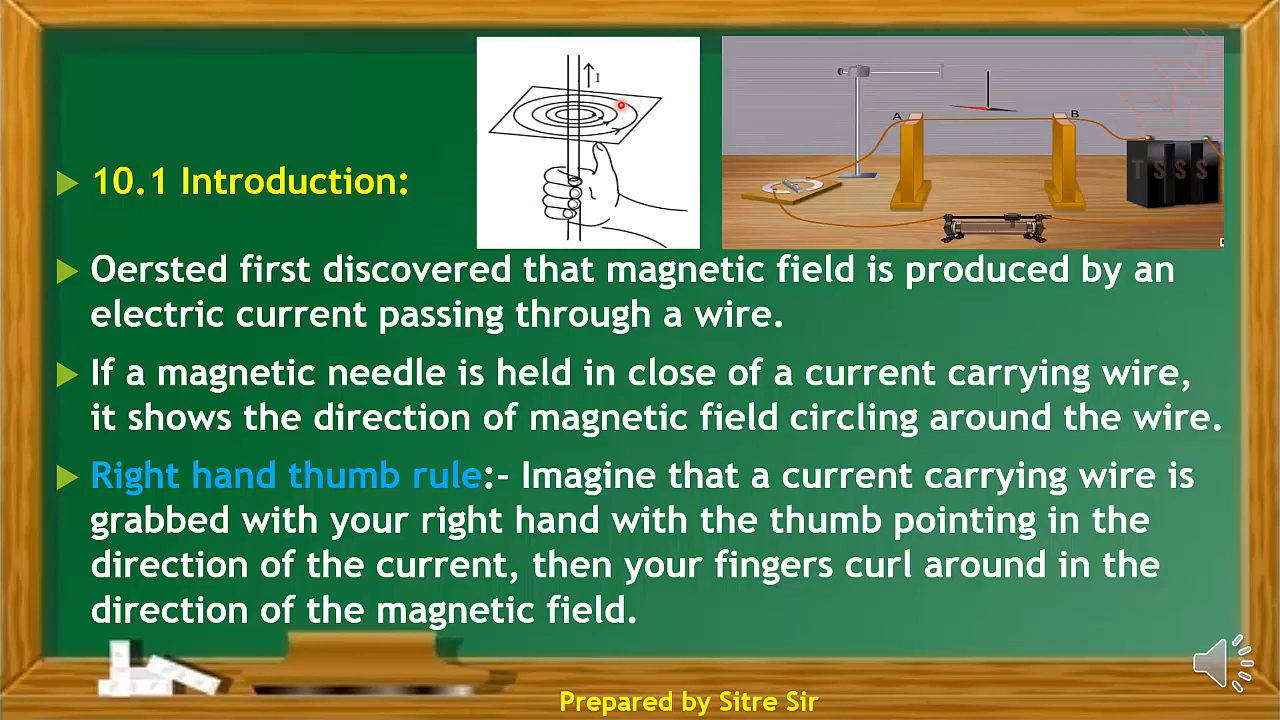 I
A
B
TSSS
10.1 Introduction:
Oersted first discovered that magnetic field is produced by an
electric current passing through a wire.
If a magnetic needle is held in close of a current carrying wire,
it shows the direction of magnetic field circling around the wire.
Right hand thumb rule:- Imagine that a current carrying wire is
grabbed with your right hand with the thumb pointing in the
direction of the current, then your fingers curl around in the
direction of the magnetic field.
Prepared by Sitre Sir